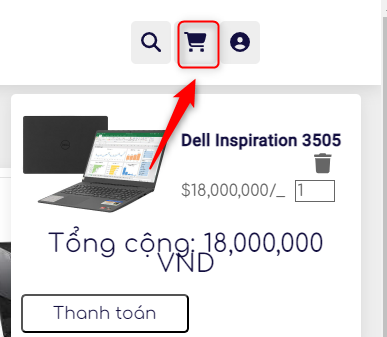 Dell Inspiration 3505
$18,000,000/_ 1
Tổng cộng: 18,000,000
VND
Thanh toán